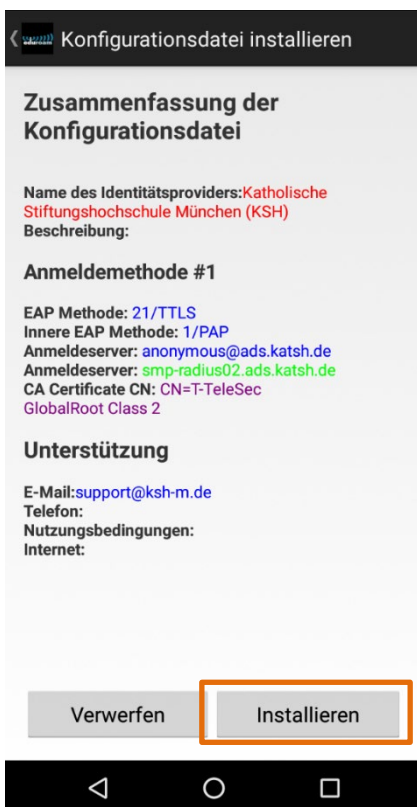 eduroam Konfigurationsdatei installieren
Zusammenfassung der
Konfigurationsdatei
Name des Identitätsproviders:Katholische
Stiftungshochschule München (KSH)
Beschreibung:
Anmeldemethode #1
EAP Methode: 21/TTLS
Innere EAP Methode: 1/PAP
Anmeldeserver: anonymous@ads.katsh.de
Anmeldeserver: smp-radius02.ads.katsh.de
CA Certificate CN: CN=T-TeleSec
GlobalRoot Class 2
Unterstützung
E-Mail:support@ksh-m.de
Telefon:
Nutzungsbedingungen:
Internet:
Verwerfen Installieren